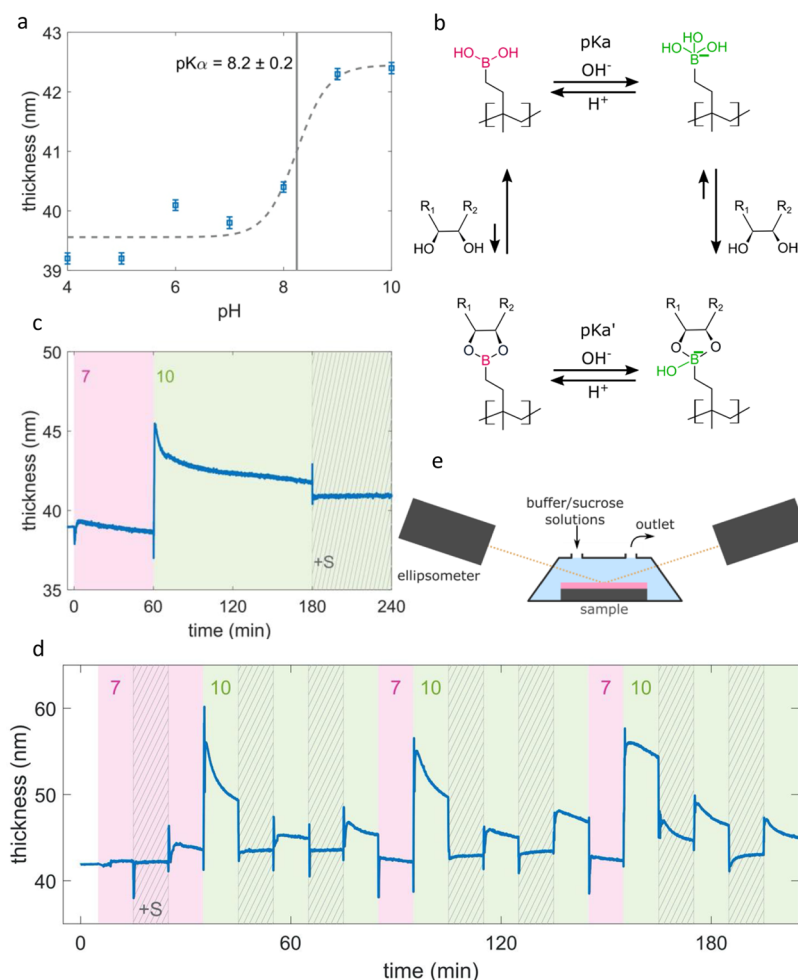 a
pKα = 8.2 ± 0.2
43
42
41
40
39
thickness (nm)
4 6 8 10
pH
b
HO OH
B
pKa
OH-
H+
HO
HO OH
B
[ ]
[ ]
R1 R2
HO OH
R1 R2
HO OH
R1 R2
O O
B
pKa'
OH-
H+
R1 R2
O O
HO B
[ ]
[ ]
c
7 10
50
45
40
35
thickness (nm)
+S
0 60 120 180 240
time (min)
e
buffer/sucrose
solutions
outlet
ellipsometer
sample
d
7 10 7 10 7 10
60
50
42
thickness (nm)
+S
0 60 120 180
time (min)